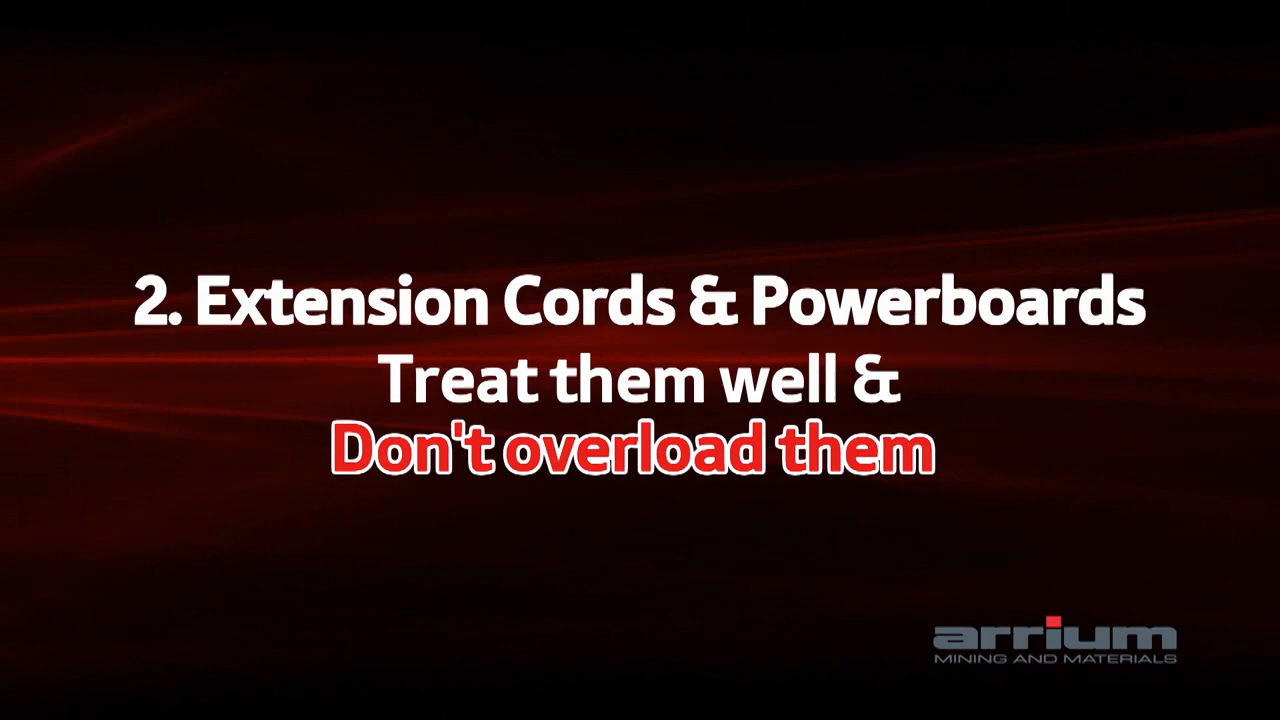 2. Extension Cords & Powerboards
Treat them well &
Don't overload them
arrium
MINING AND MATERIALS